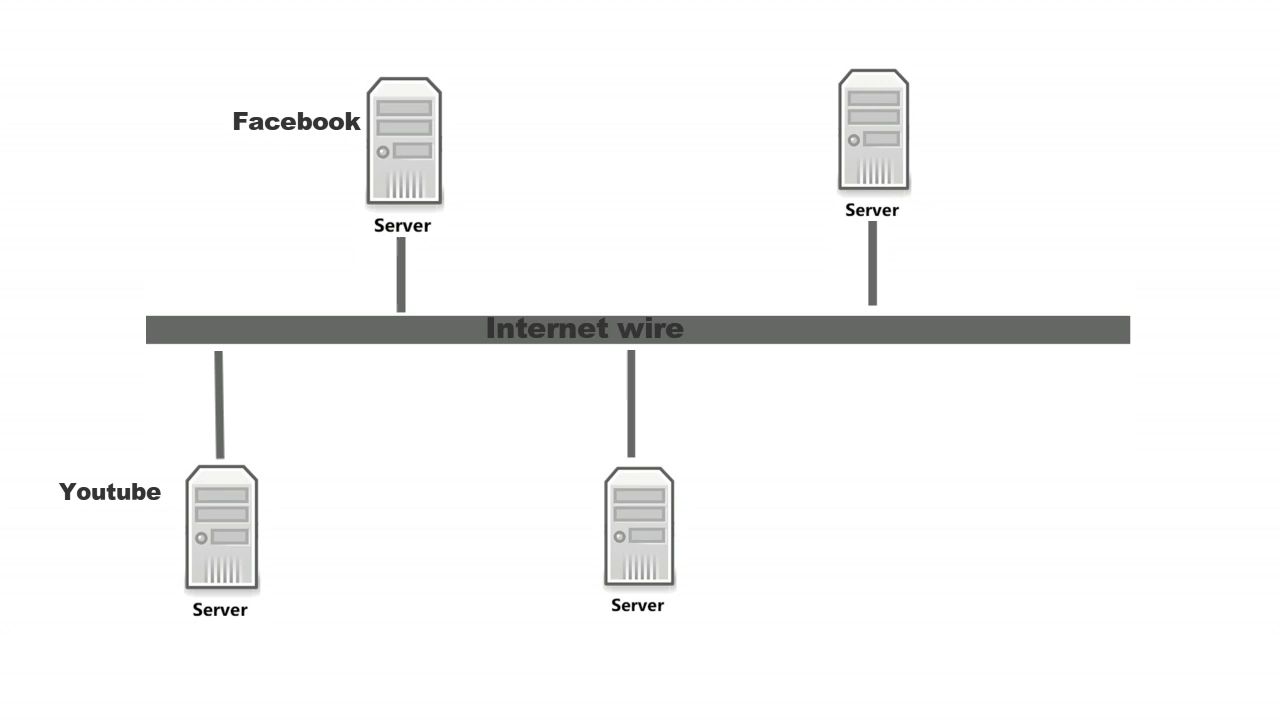 Facebook
Server
Server
Internet wire
Youtube
Server
Server